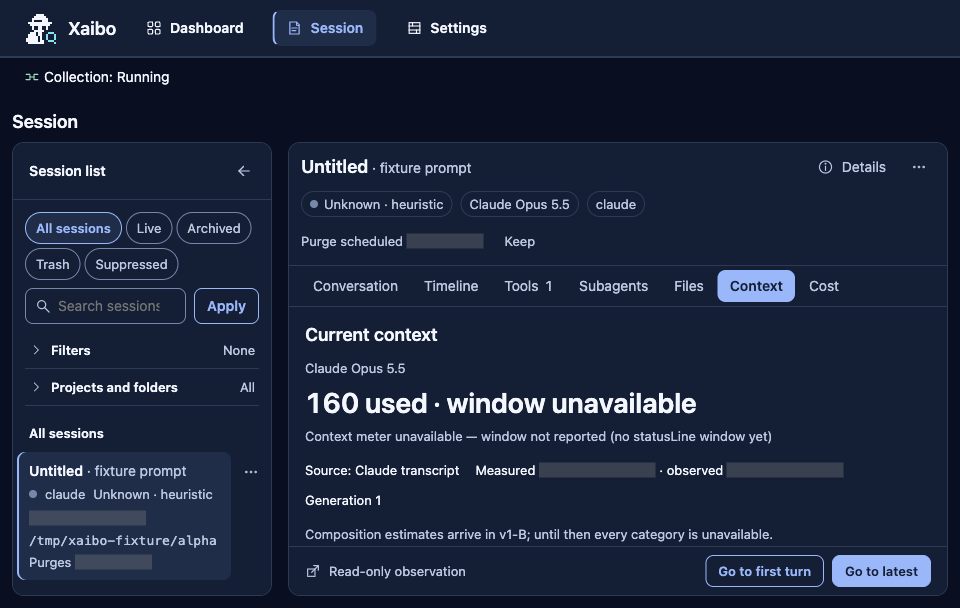 Xaibo Dashboard Session Settings
Collection: Running
Session
Session list
All sessions Live Archived
Trash Suppressed
Search sessions Apply
Filters None
Projects and folders All
All sessions
Untitled · fixture prompt
claude Unknown · heuristic
/tmp/xaibo-fixture/alpha
Purges
Untitled · fixture prompt Details
Unknown · heuristic Claude Opus 5.5 claude
Purge scheduled Keep
Conversation Timeline Tools 1 Subagents Files Context Cost
Current context
Claude Opus 5.5
160 used · window unavailable
Context meter unavailable — window not reported (no statusLine window yet)
Source: Claude transcript Measured · observed
Generation 1
Composition estimates arrive in v1-B; until then every category is unavailable.
Read-only observation Go to first turn Go to latest